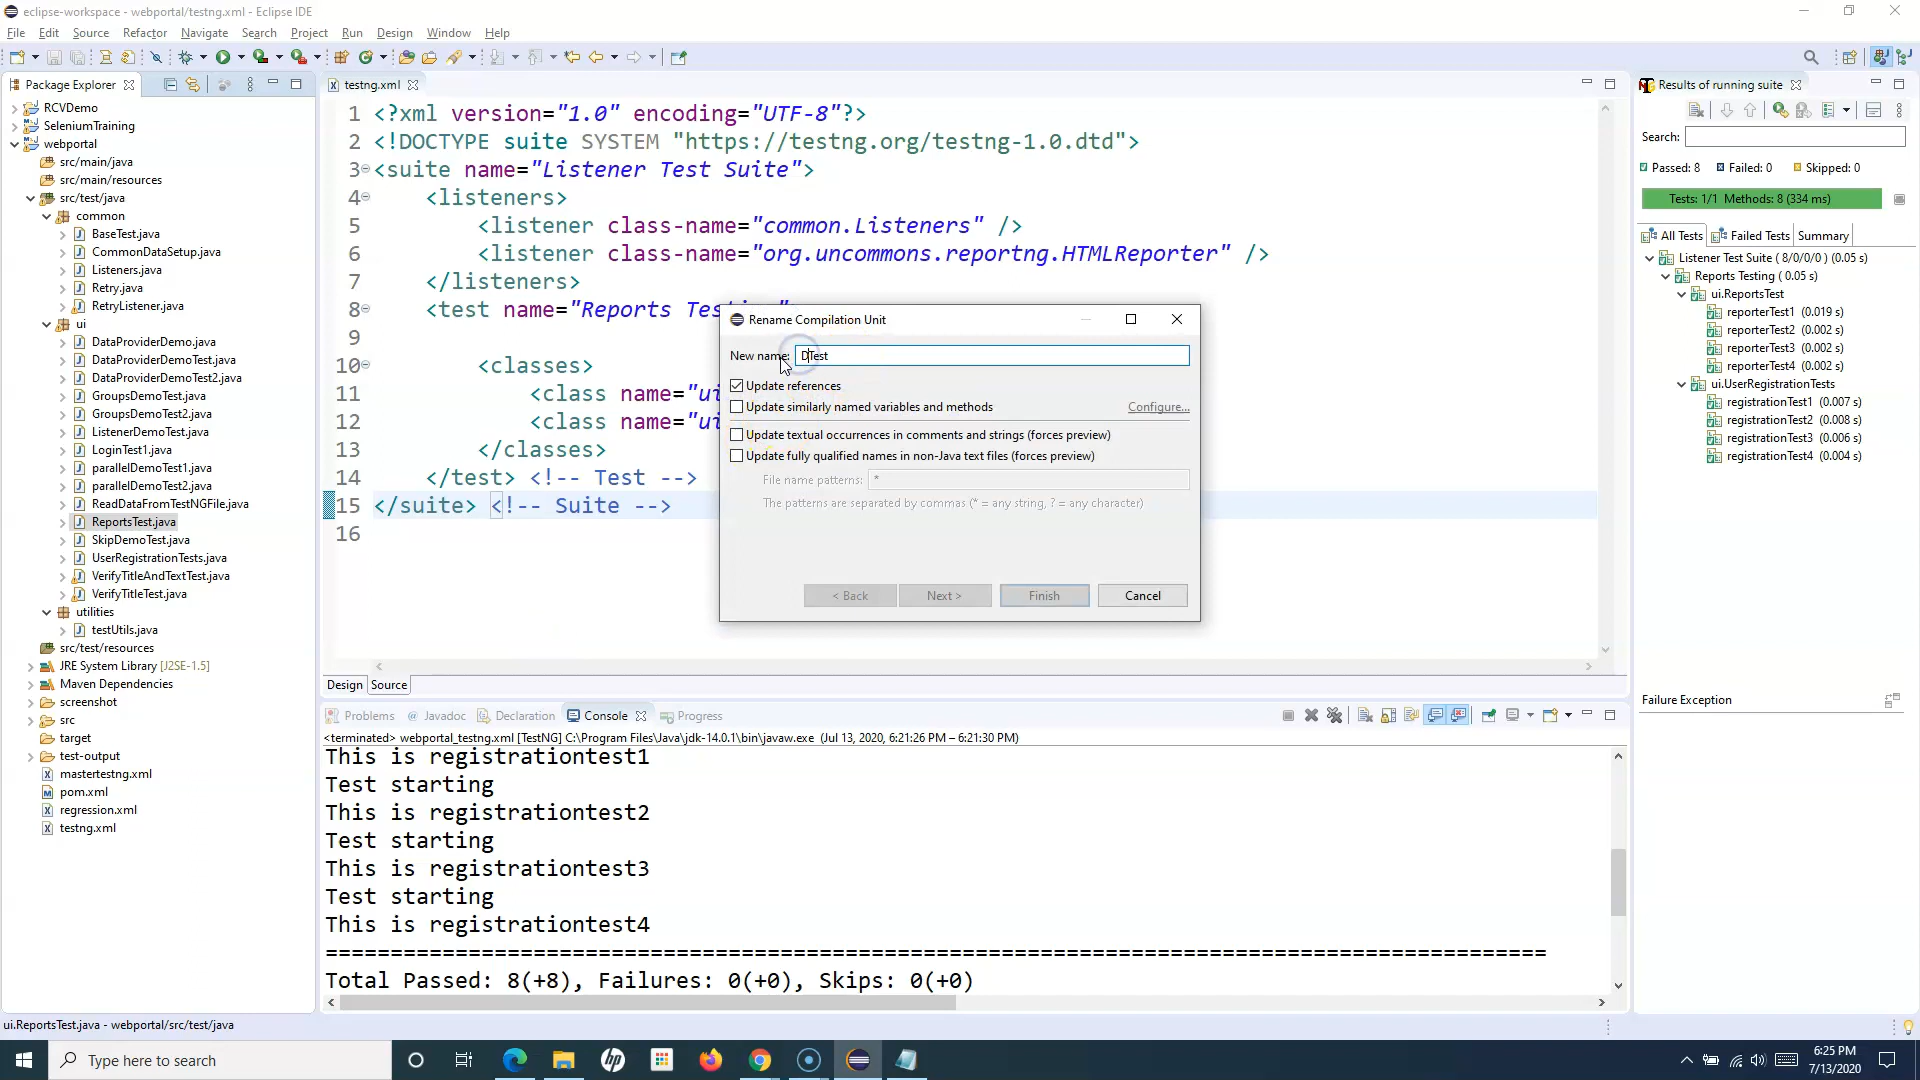 eclipse-workspace - webportal/testng.xml - Eclipse IDE
File Edit Source Refactor Navigate Search Project Run Design Window Help
Package Explorer
RCVDemo
SeleniumTraining
webportal
src/main/java
src/main/resources
src/test/java
common
BaseTest.java
CommonDataSetup.java
Listeners.java
Retry.java
RetryListener.java
ui
DataProviderDemo.java
DataProviderDemoTest.java
DataProviderDemoTest2.java
GroupsDemoTest.java
GroupsDemoTest2.java
ListenerDemoTest.java
LoginTest1.java
parallelDemoTest1.java
parallelDemoTest2.java
ReadDataFromTestNGFile.java
ReportsTest.java
SkipDemoTest.java
UserRegistrationTests.java
VerifyTitleAndTextTest.java
VerifyTitleTest.java
utilities
testUtils.java
src/test/resources
JRE System Library [J2SE-1.5]
Maven Dependencies
screenshot
src
target
test-output
mastertestng.xml
pom.xml
regression.xml
testng.xml
testng.xml
1 <?xml version="1.0" encoding="UTF-8"?>
2 <!DOCTYPE suite SYSTEM "https://testng.org/testng-1.0.dtd">
3 <suite name="Listener Test Suite">
4 <listeners>
5 <listener class-name="common.Listeners" />
6 <listener class-name="org.uncommons.reportng.HTMLReporter" />
7 </listeners>
8 <test name="Reports
9
10 <classes>
11 <class name="ui
12 <class name="ui
13 </classes>
14 </test> <!-- Test -->
15 </suite> <!-- Suite -->
16
Design Source
Rename Compilation Unit
New name: DTest
Update references
Update similarly named variables and methods Configure...
Update textual occurrences in comments and strings (forces preview)
Update fully qualified names in non-Java text files (forces preview)
File name patterns: *
The patterns are separated by commas (* = any string, ? = any character)
< Back Next > Finish Cancel
Problems Javadoc Declaration Console Progress
<terminated> webportal_testng.xml [TestNG] C:\Program Files\Java\jdk-14.0.1\bin\javaw.exe (Jul 13, 2020, 6:21:26 PM – 6:21:30 PM)
This is registrationtest1
Test starting
This is registrationtest2
Test starting
This is registrationtest3
Test starting
This is registrationtest4
===============================================================================================
Total Passed: 8(+8), Failures: 0(+0), Skips: 0(+0)
Results of running suite
Search:
Passed: 8 Failed: 0 Skipped: 0
Tests: 1/1 Methods: 8 (334 ms)
All Tests Failed Tests Summary
Listener Test Suite ( 8/0/0/0 ) (0.05 s)
Reports Testing ( 0.05 s)
ui.ReportsTest
reporterTest1 (0.019 s)
reporterTest2 (0.002 s)
reporterTest3 (0.002 s)
reporterTest4 (0.002 s)
ui.UserRegistrationTests
registrationTest1 (0.007 s)
registrationTest2 (0.008 s)
registrationTest3 (0.006 s)
registrationTest4 (0.004 s)
Failure Exception
ui.ReportsTest.java - webportal/src/test/java
Type here to search
hp
6:25 PM
7/13/2020